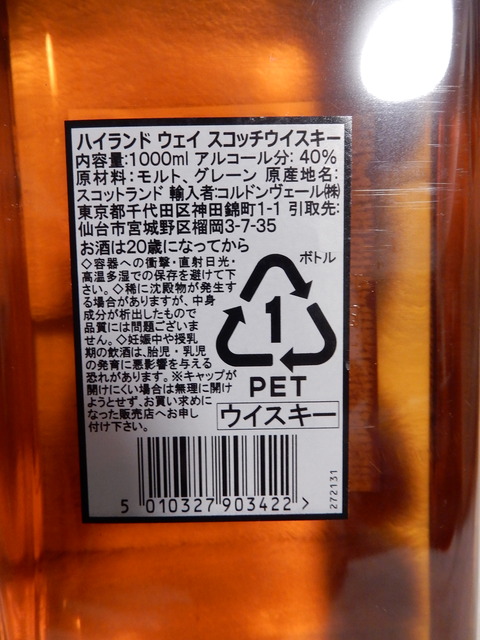 ハイランド ウェイ スコッチウイスキー
内容量:1000ml アルコール分: 40%
原材料:モルト、グレーン 原産地名:
スコットランド 輸入者:コルドンヴェール㈱
東京都千代田区神田錦町1-1 引取先:
仙台市宮城野区榴岡3-7-35
お酒は20歳になってから
◇容器への衝撃・直射日光・
高温多湿での保存を避けて下
さい。◇稀に沈殿物が発生す
る場合がありますが、中身
成分が析出したもので
品質には問題ございま
せん。◇妊娠中や授乳
期の飲酒は、胎児・乳児
の発育に悪影響を与える
恐れがあります。※キャップが
開けにくい場合は無理に開け
ようとせず、お買い求めに
なった販売店へお申し
付け下さい。
ボトル
1
PET
ウイスキー
5 010327 903422 >
272131